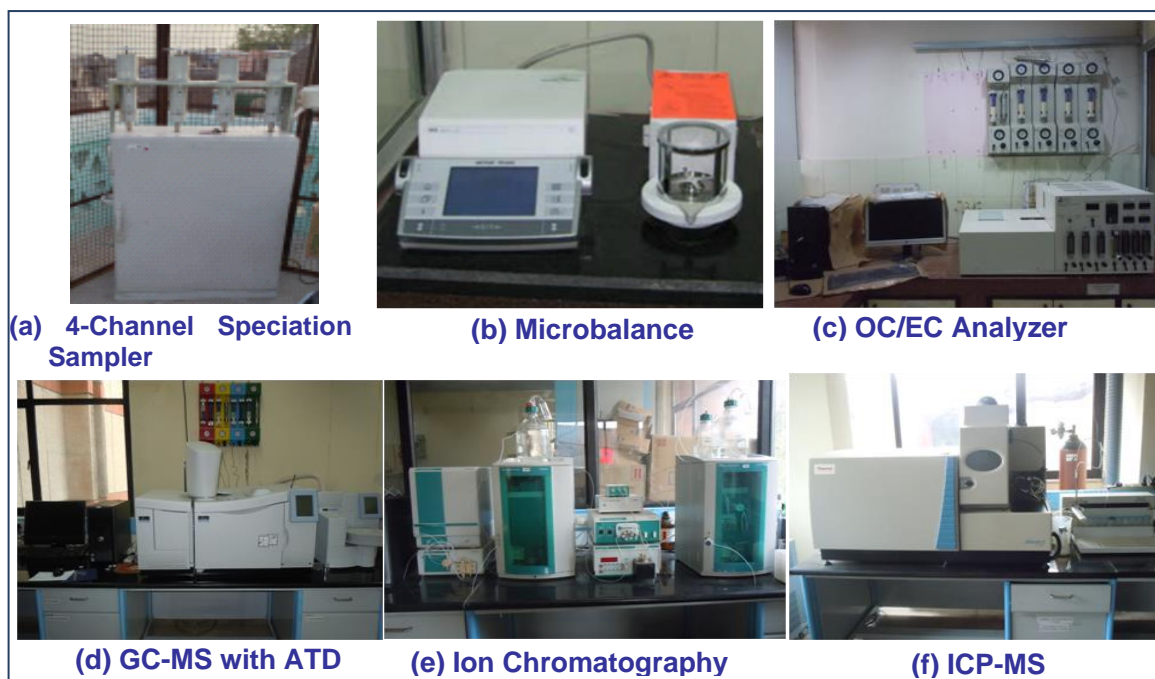 (a) 4-Channel Speciation
Sampler
(b) Microbalance
(c) OC/EC Analyzer
(d) GC-MS with ATD
(e) Ion Chromatography
(f) ICP-MS